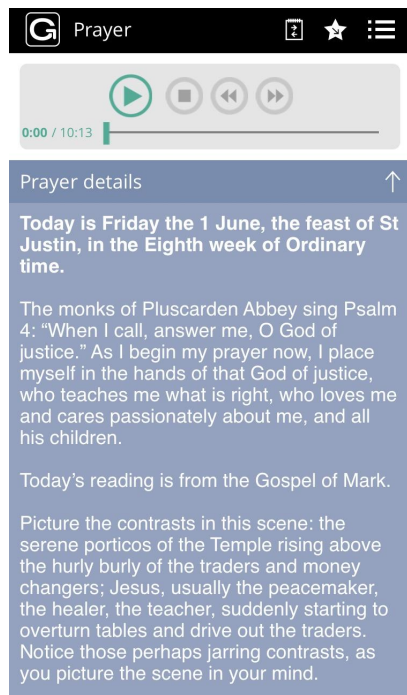 G Prayer
0:00 / 10:13
Prayer details
Today is Friday the 1 June, the feast of St
Justin, in the Eighth week of Ordinary
time.
The monks of Pluscarden Abbey sing Psalm
4: “When I call, answer me, O God of
justice.” As I begin my prayer now, I place
myself in the hands of that God of justice,
who teaches me what is right, who loves me
and cares passionately about me, and all
his children.
Today’s reading is from the Gospel of Mark.
Picture the contrasts in this scene: the
serene porticos of the Temple rising above
the hurly burly of the traders and money
changers; Jesus, usually the peacemaker,
the healer, the teacher, suddenly starting to
overturn tables and drive out the traders.
Notice those perhaps jarring contrasts, as
you picture the scene in your mind.